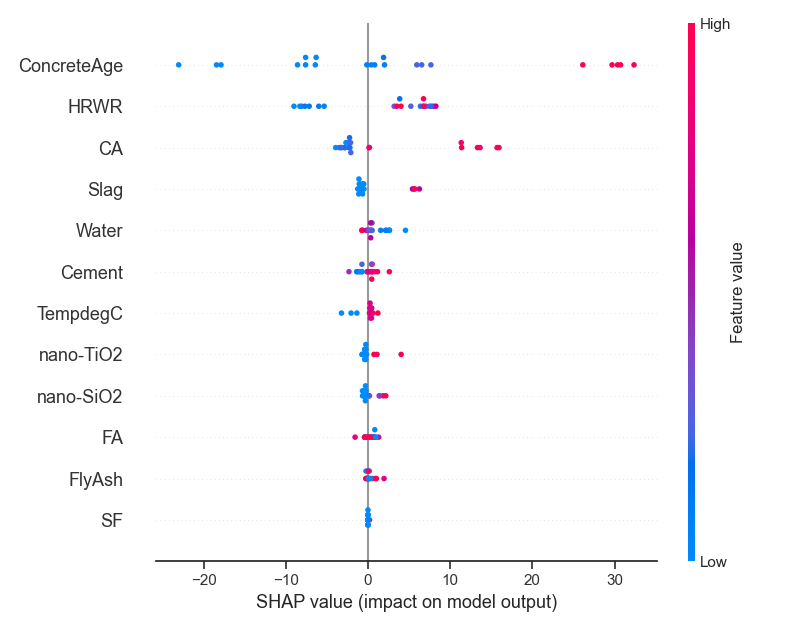 High
ConcreteAge
HRWR
CA
Slag
Water
Cement
TempdegC
nano-TiO2
nano-SiO2
FA
FlyAsh
SF
Feature value
Low
−20 −10 0 10 20 30
SHAP value (impact on model output)